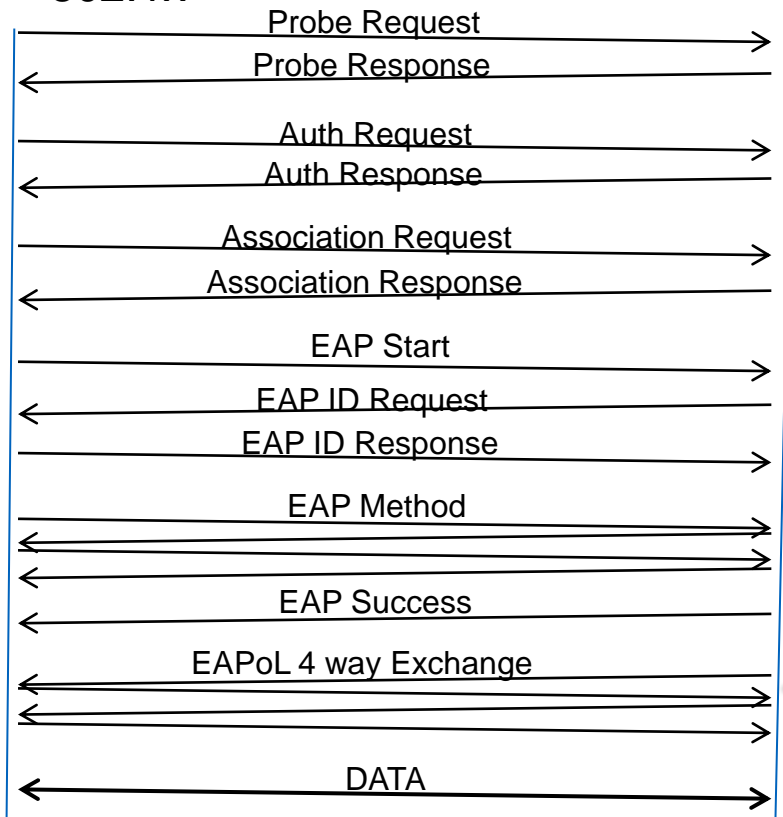 Probe Request
Probe Response
Auth Request
Auth Response
Association Request
Association Response
EAP Start
EAP ID Request
EAP ID Response
EAP Method
EAP Success
EAPoL 4 way Exchange
DATA